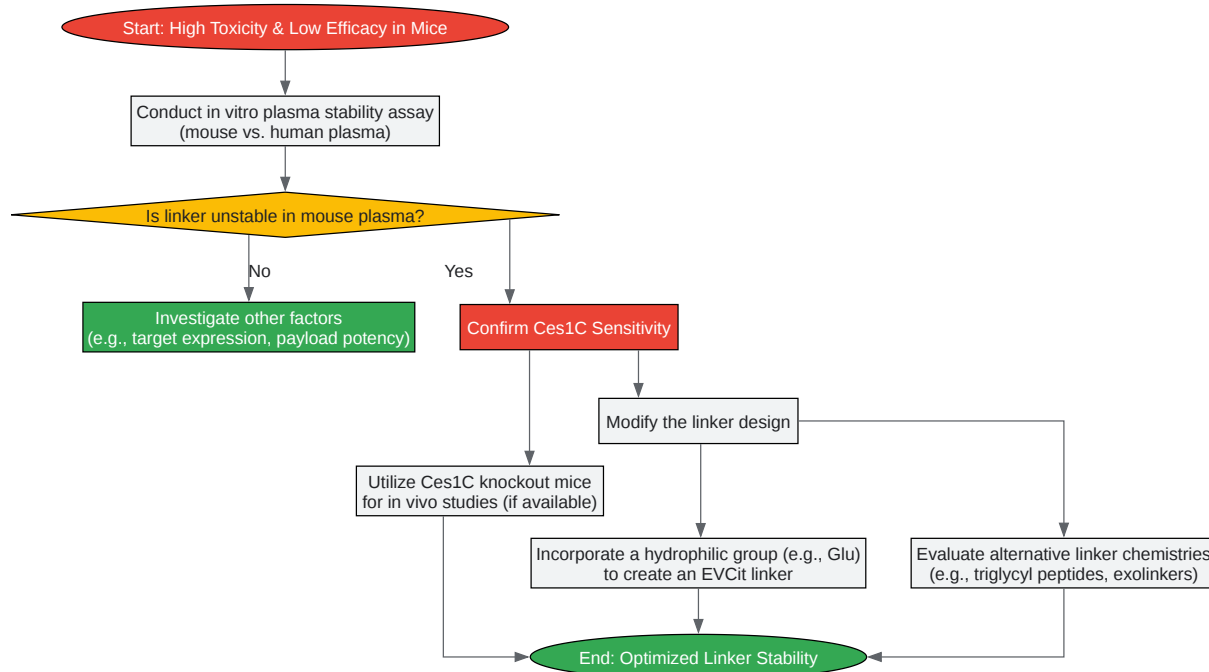 Start: High Toxicity & Low Efficacy in Mice
Conduct in vitro plasma stability assay
(mouse vs. human plasma)
Is linker unstable in mouse plasma?
No
Yes
Investigate other factors
(e.g., target expression, payload potency)
Confirm Ces1C Sensitivity
Modify the linker design
Utilize Ces1C knockout mice
for in vivo studies (if available)
Incorporate a hydrophilic group (e.g., Glu)
to create an EVCit linker
Evaluate alternative linker chemistries
(e.g., triglycyl peptides, exolinkers)
End: Optimized Linker Stability